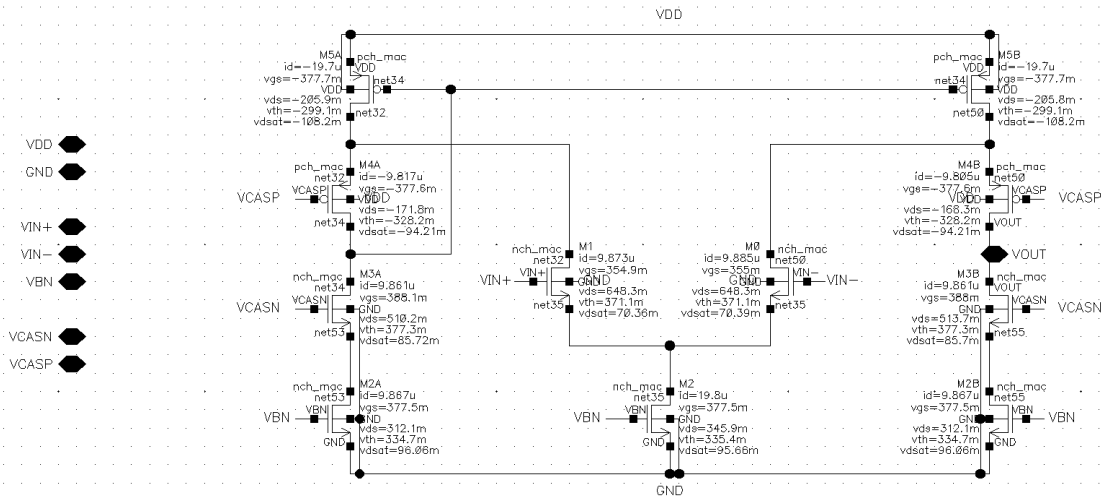 VDD
M5A
pch_mac
id=-19.7u
VDD
vgs=-377.7m
net34
VDD
vds=-205.9m
vth=-299.1m
net32
vdsat=-108.2m
M5B
pch_mac
VDD
id=-19.7u
net34
vgs=-377.7m
VDD
vds=-205.8m
vth=-299.1m
net50
vdsat=-108.2m
VDD
GND
VIN+
VIN-
VBN
VCASN
VCASP
pch_mac
M4A
net32
id=-9.817u
vgs=-377.6m
VCASP
VCASP
VDD
vds=-171.8m
vth=-328.2m
net34
vdsat=-94.21m
M4B
pch_mac
id=-9.805u
net50
vgs=-377.6m
VDD
VCASP
VCASP
vds=-168.3m
vth=-328.2m
VOUT
vdsat=-94.21m
nch_mac
M1
net32
id=9.873u
vgs=354.9m
VIN+
VIN+
GND
vds=648.3m
vth=371.1m
net35
vdsat=70.36m
M0
nch_mac
id=9.885u
net50
vgs=355m
GND
VIN-
VIN-
vds=648.3m
vth=371.1m
net35
vdsat=70.39m
VOUT
nch_mac
M3A
net34
id=9.861u
vgs=388.1m
VCASN
VCASN
GND
vds=510.2m
vth=377.3m
net53
vdsat=85.72m
M3B
nch_mac
id=9.861u
VOUT
vgs=388m
VCASN
VCASN
GND
vds=513.7m
vth=377.3m
net55
vdsat=85.7m
nch_mac
M2A
net53
id=9.867u
vgs=377.5m
VBN
VBN
GND
vds=312.1m
vth=334.7m
GND
vdsat=96.06m
nch_mac
M2
net35
id=19.8u
vgs=377.5m
VBN
VBN
GND
vds=345.9m
vth=335.4m
GND
vdsat=95.66m
M2B
nch_mac
id=9.867u
net55
vgs=377.5m
GND
VBN
VBN
vds=312.1m
vth=334.7m
GND
vdsat=96.06m
GND